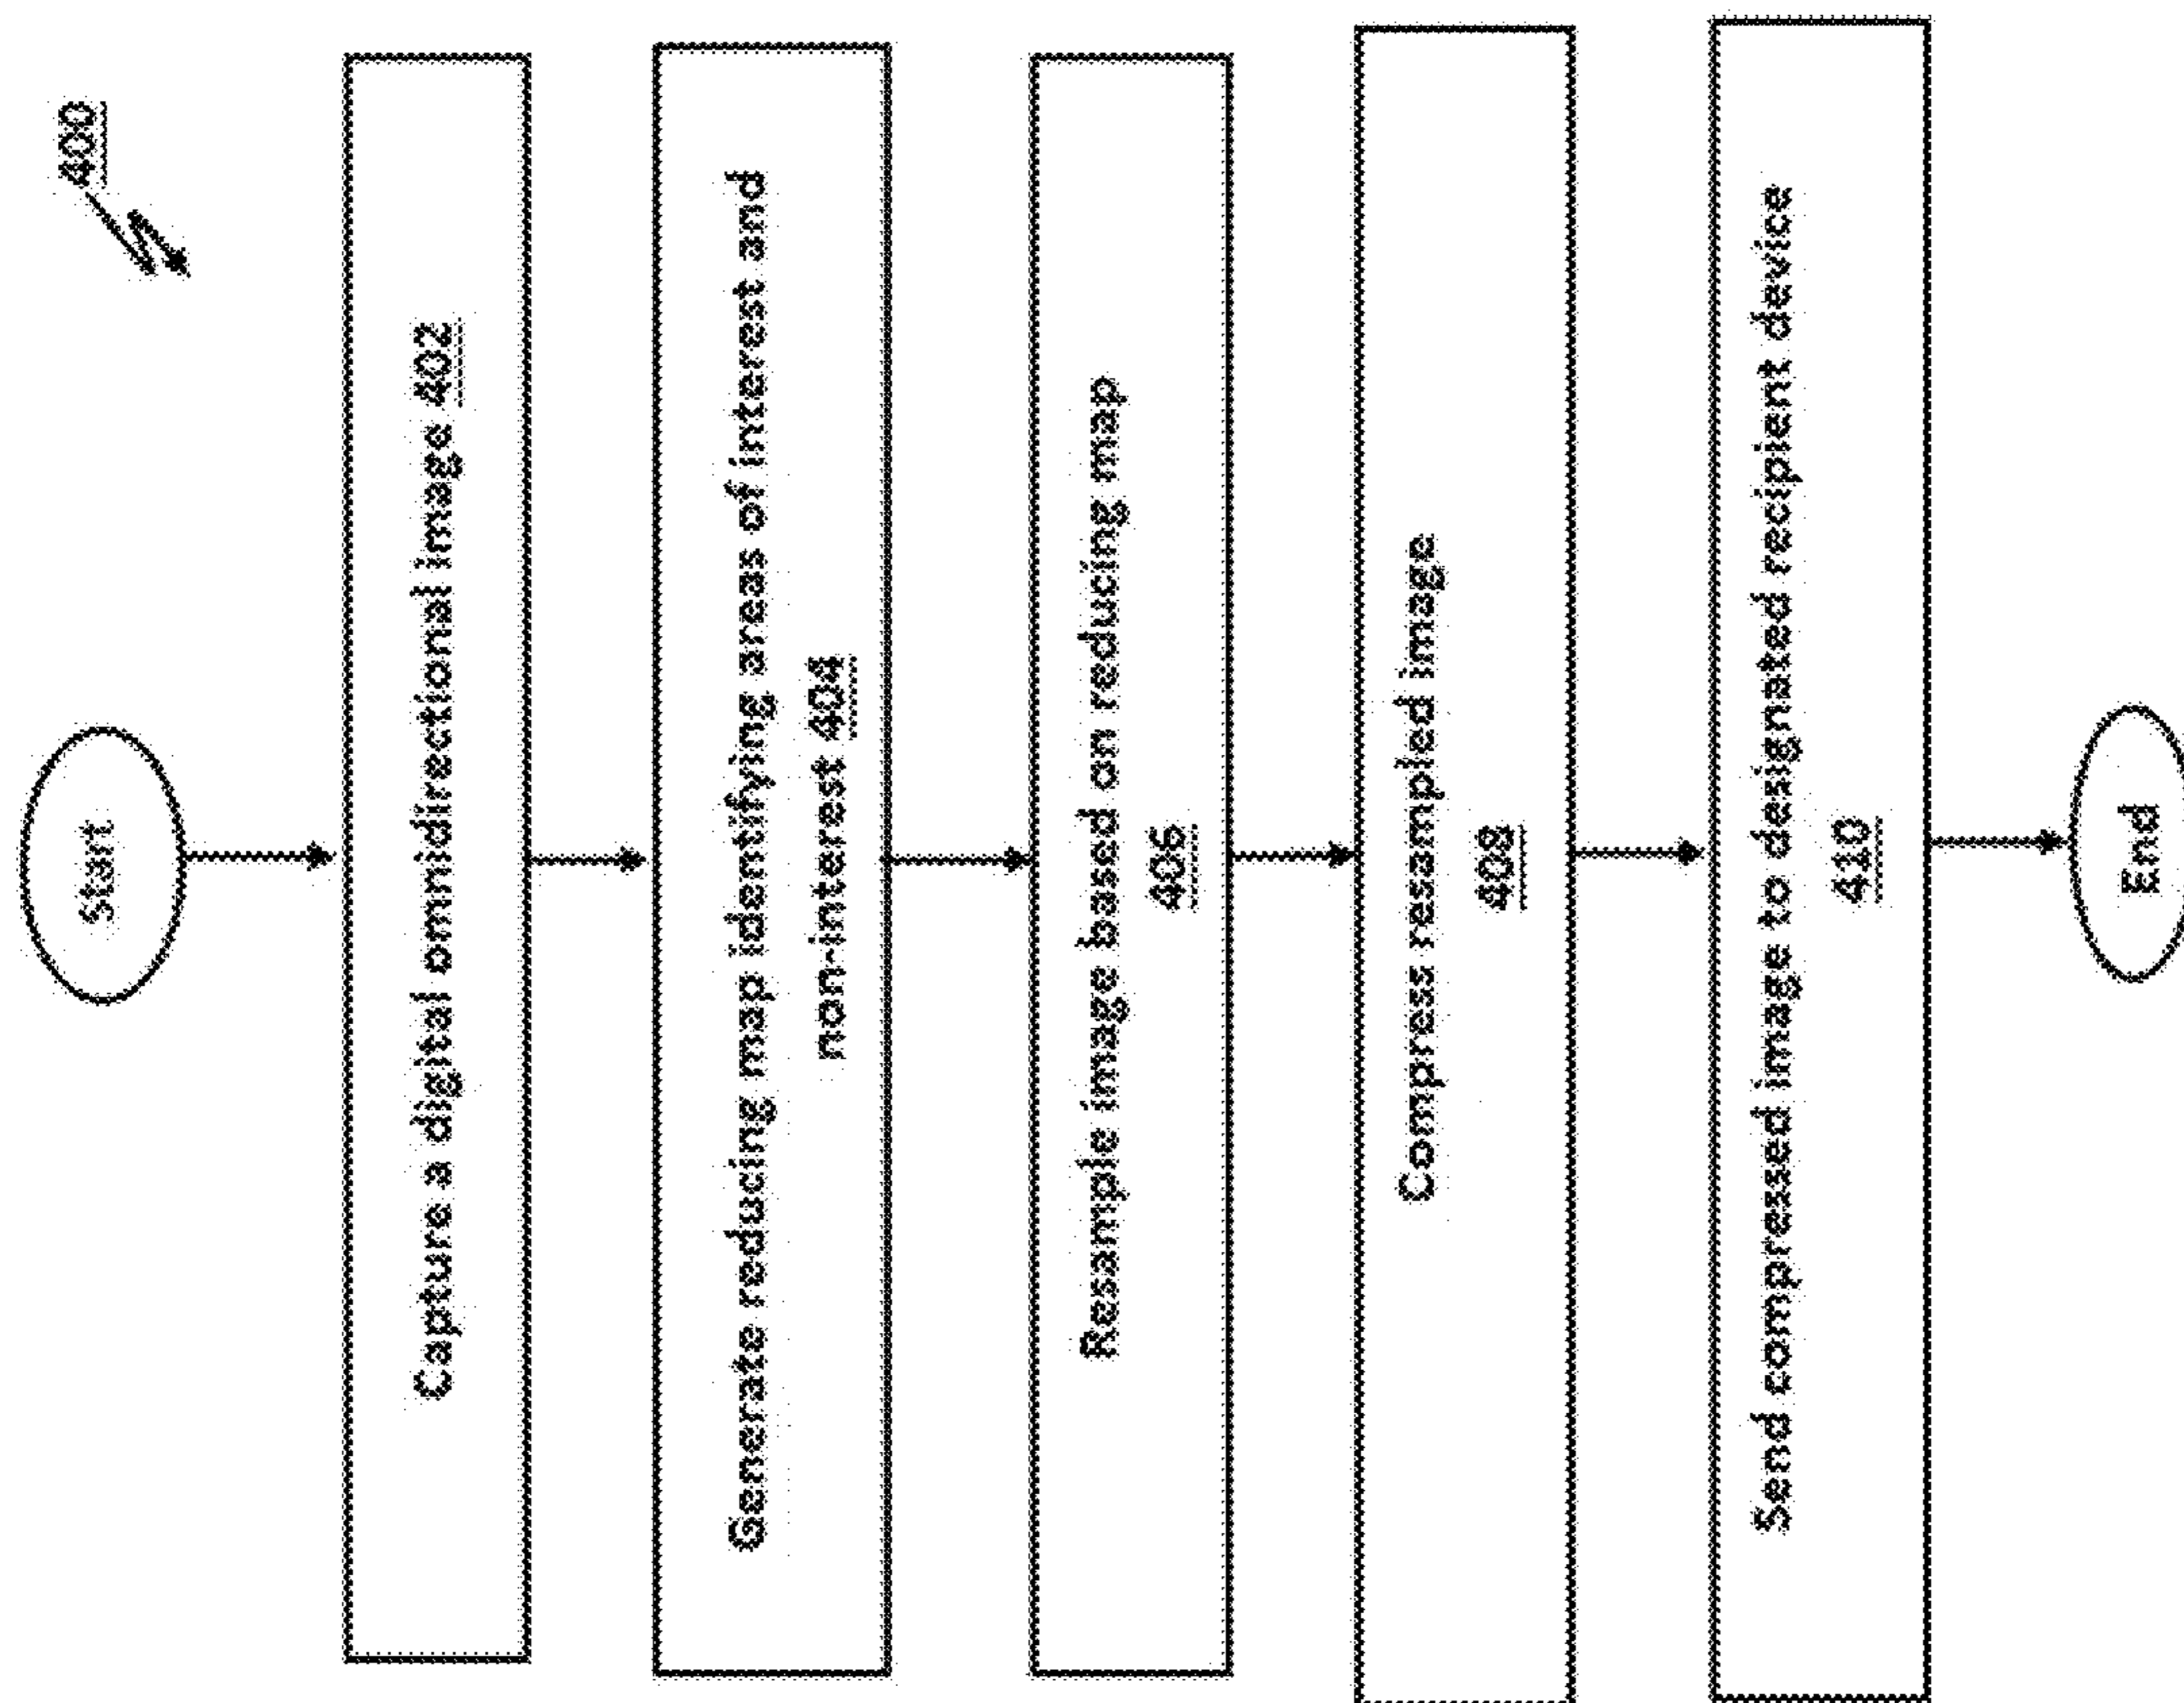 400
Start
Capture a digital omnidirectional image 402
Generate reducing map identifying areas of interest and
non-interest 404
Resample image based on reducing map
406
Compress resampled image
408
Send compressed image to designated recipient device
410
End